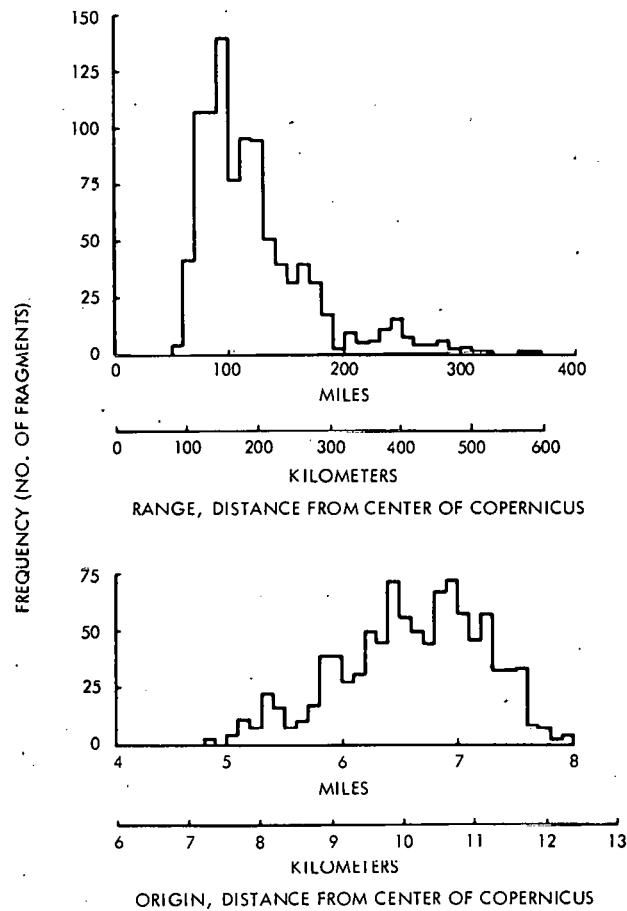 FREQUENCY (NO. OF FRAGMENTS)
150
125
100
75
50
25
0
0 100 200 300 400
MILES
0 100 200 300 400 500 600
KILOMETERS
RANGE, DISTANCE FROM CENTER OF COPERNICUS
75
50
25
0
4 5 6 7 8
MILES
6 7 8 9 10 11 12 13
KILOMETERS
ORIGIN, DISTANCE FROM CENTER OF COPERNICUS